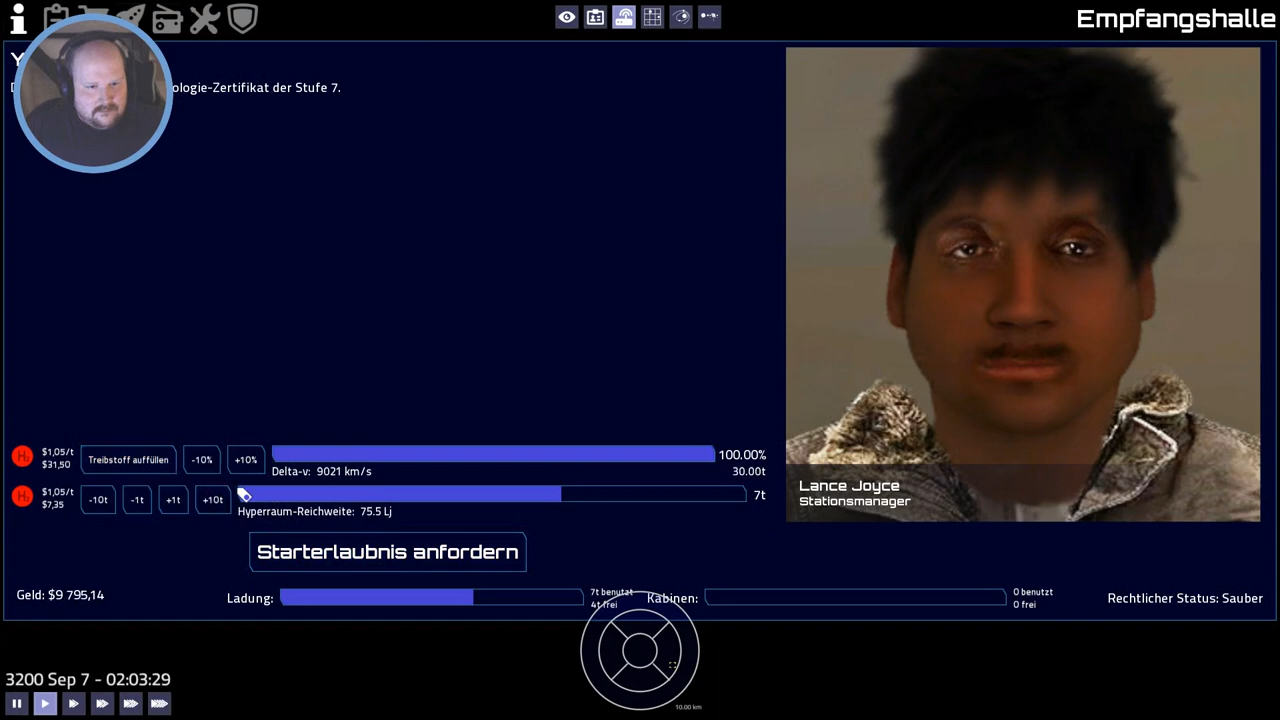 Empfangshalle
Y
ologie-Zertifikat der Stufe 7.
Lance Joyce
Stationsmanager
H₂ $1,05/t
$31,50
Treibstoff auffüllen -10% +10% 100.00%
Delta-v: 9021 km/s 30.00t
H₂ $1,05/t
$7,35
-10t -1t +1t +10t 7t
Hyperraum-Reichweite: 75.5 Lj
Starterlaubnis anfordern
Geld: $9 795,14
Ladung: 7t benutzt
4t frei
Kabinen: 0 benutzt
0 frei
Rechtlicher Status: Sauber
3200 Sep 7 - 02:03:29
10.00 km